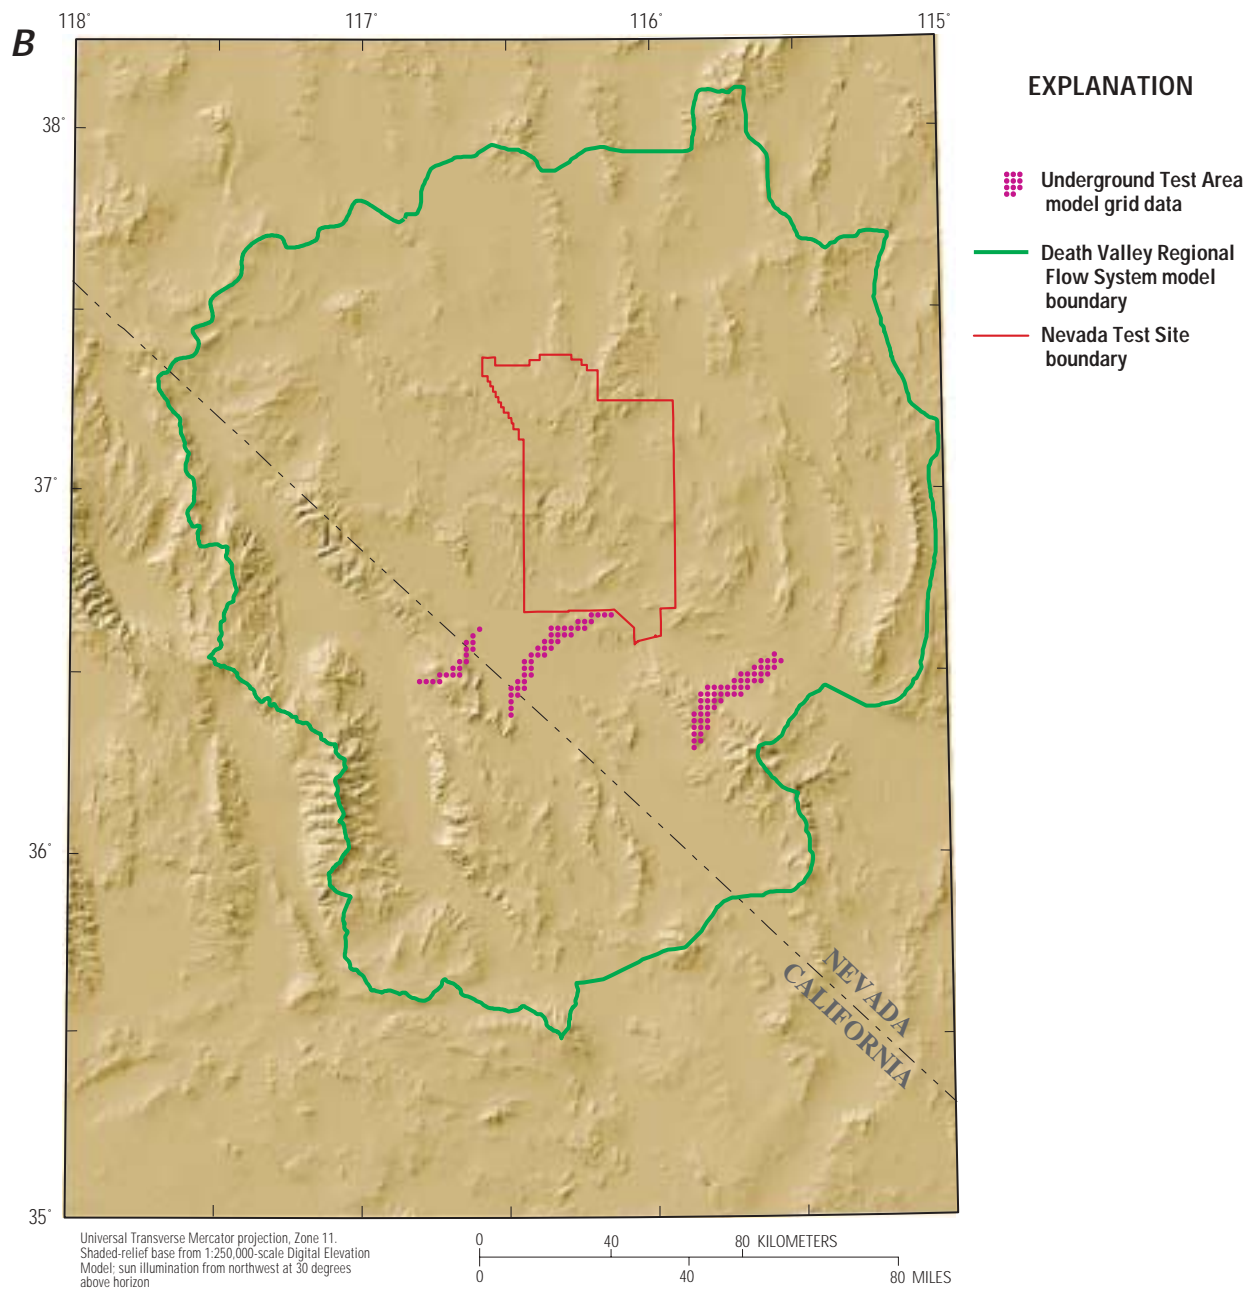 B
118°
117°
116°
115°
38°
37°
36°
35°
NEVADA
CALIFORNIA
EXPLANATION
Underground Test Area
model grid data
Death Valley Regional
Flow System model
boundary
Nevada Test Site
boundary
Universal Transverse Mercator projection, Zone 11.
Shaded-relief base from 1:250,000-scale Digital Elevation
Model; sun illumination from northwest at 30 degrees
above horizon
0 40 80 KILOMETERS
0 40 80 MILES